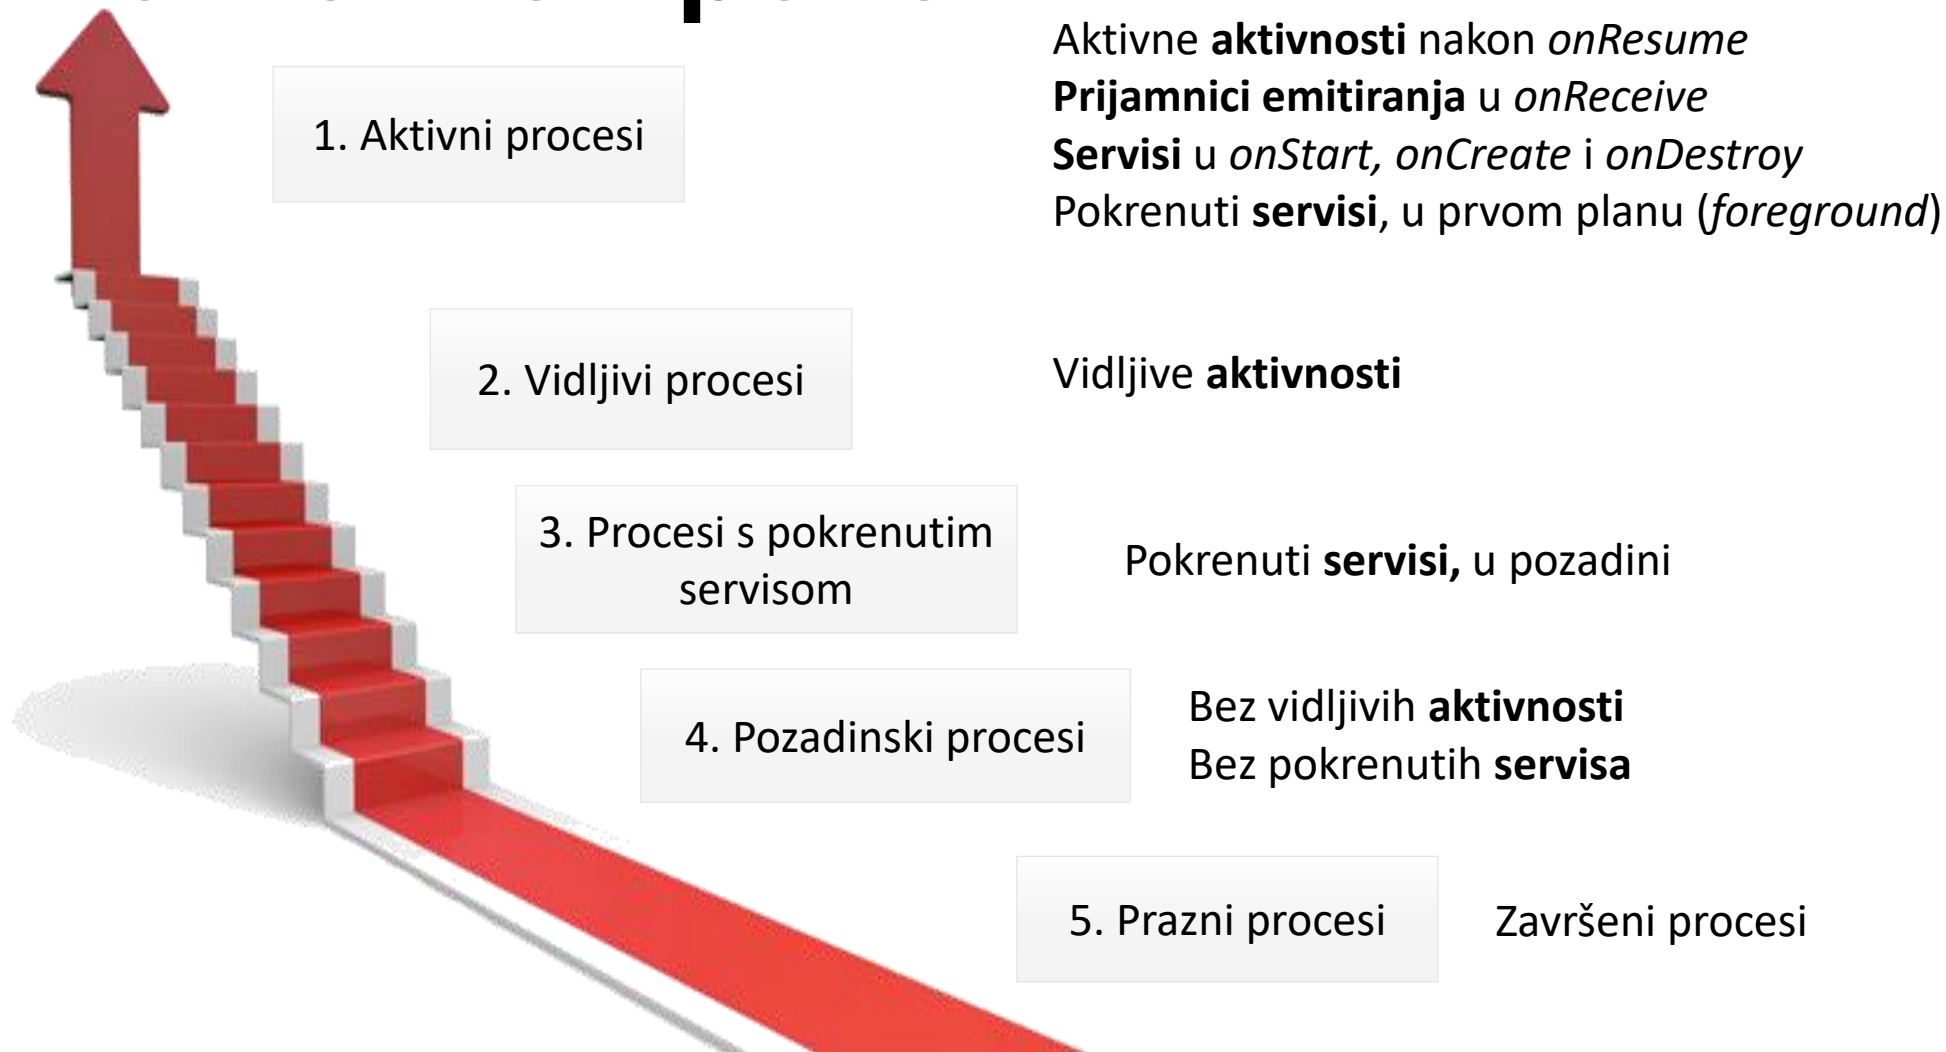 1. Aktivni procesi
Aktivne aktivnosti nakon onResume
Prijamnici emitiranja u onReceive
Servisi u onStart, onCreate i onDestroy
Pokrenuti servisi, u prvom planu (foreground)
2. Vidljivi procesi
Vidljive aktivnosti
3. Procesi s pokrenutim
servisom
Pokrenuti servisi, u pozadini
4. Pozadinski procesi
Bez vidljivih aktivnosti
Bez pokrenutih servisa
5. Prazni procesi
Završeni procesi